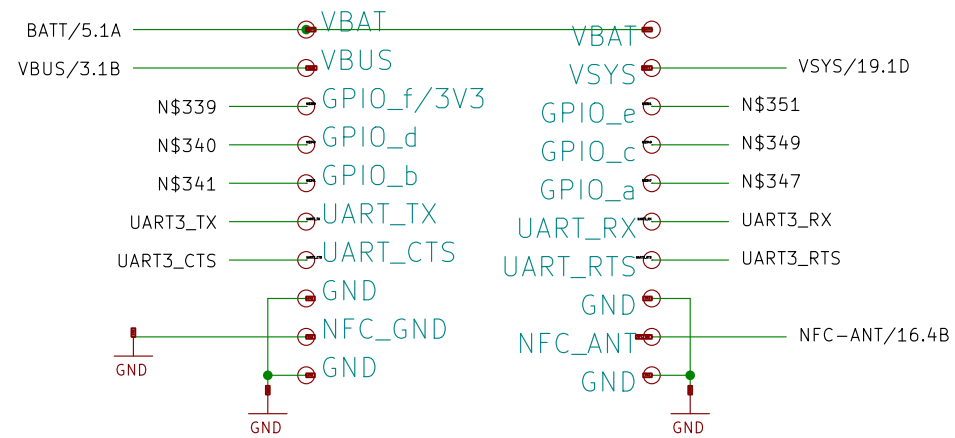 BATT/5.1A VBAT VBAT
VBUS/3.1B VBUS VSYS VSYS/19.1D
N$339 GPIO_f/3V3 GPIO_e N$351
N$340 GPIO_d GPIO_c N$349
N$341 GPIO_b GPIO_a N$347
UART3_TX UART_TX UART_RX UART3_RX
UART3_CTS UART_CTS UART_RTS UART3_RTS
GND GND
NFC_GND NFC_ANT NFC-ANT/16.4B
GND
GND GND
GND GND